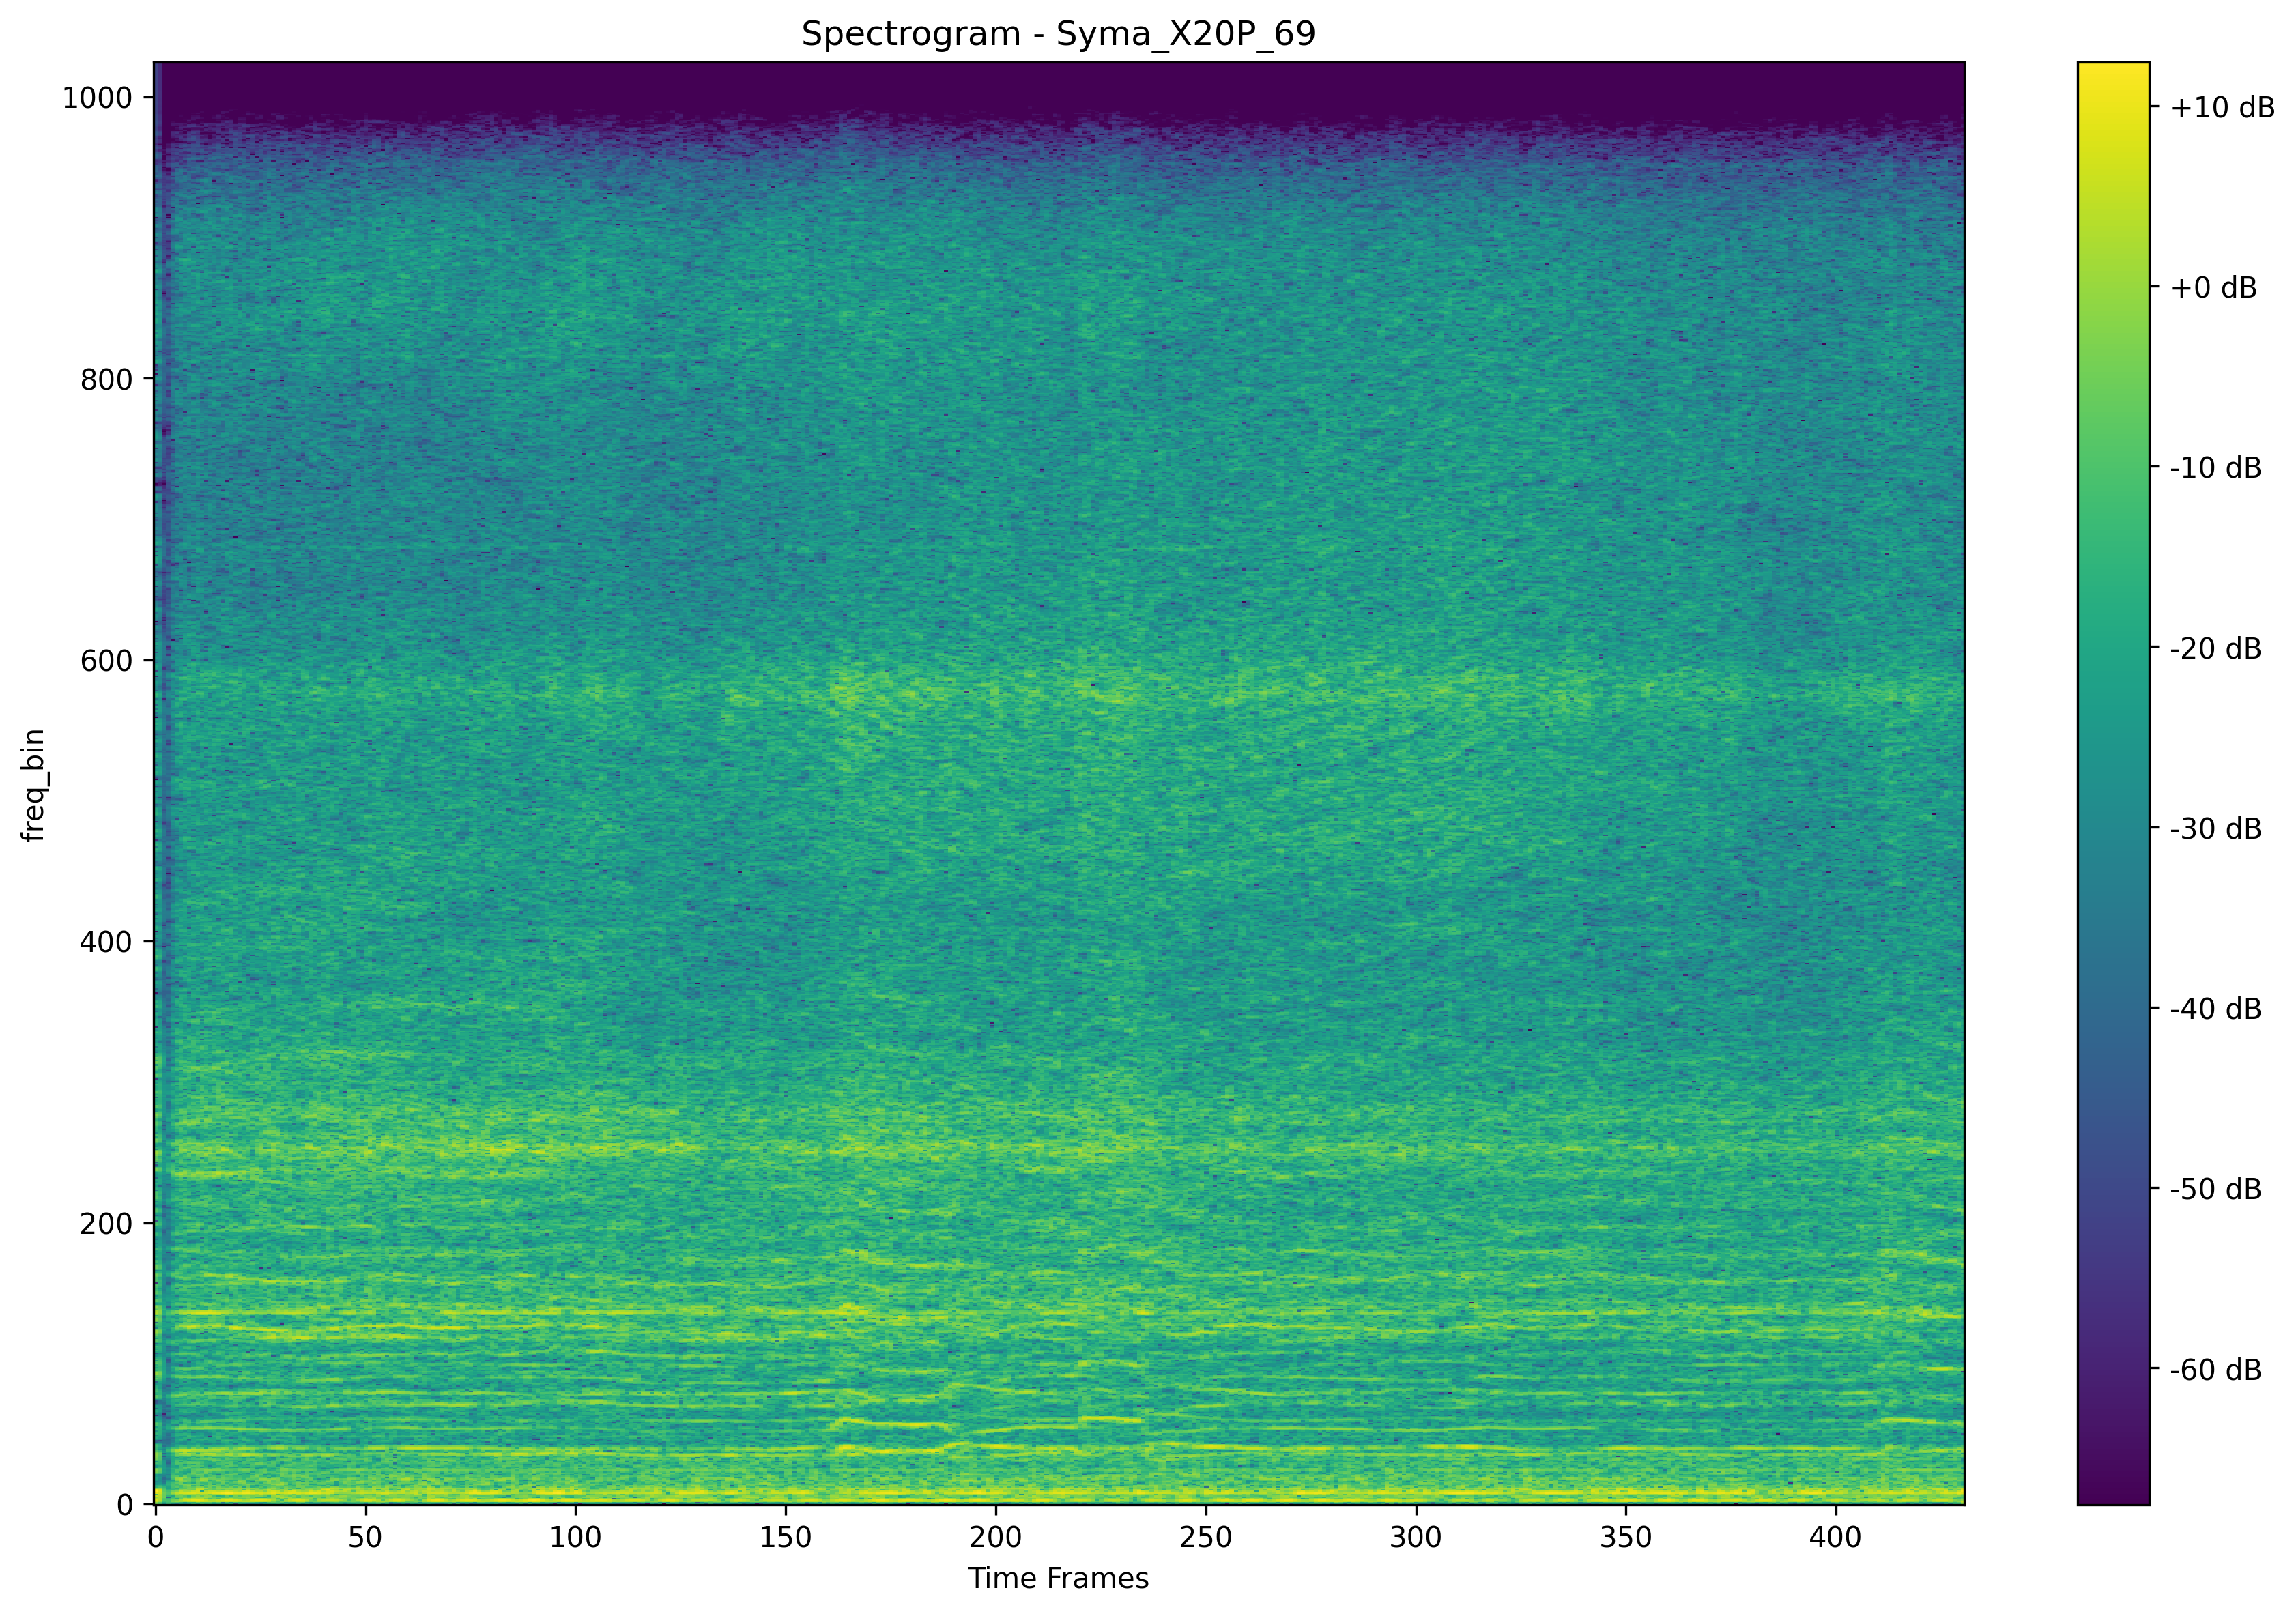 Spectrogram - Syma_X20P_69
1000
800
600
400
200
0
freq_bin
0 50 100 150 200 250 300 350 400
Time Frames
+10 dB
+0 dB
-10 dB
-20 dB
-30 dB
-40 dB
-50 dB
-60 dB